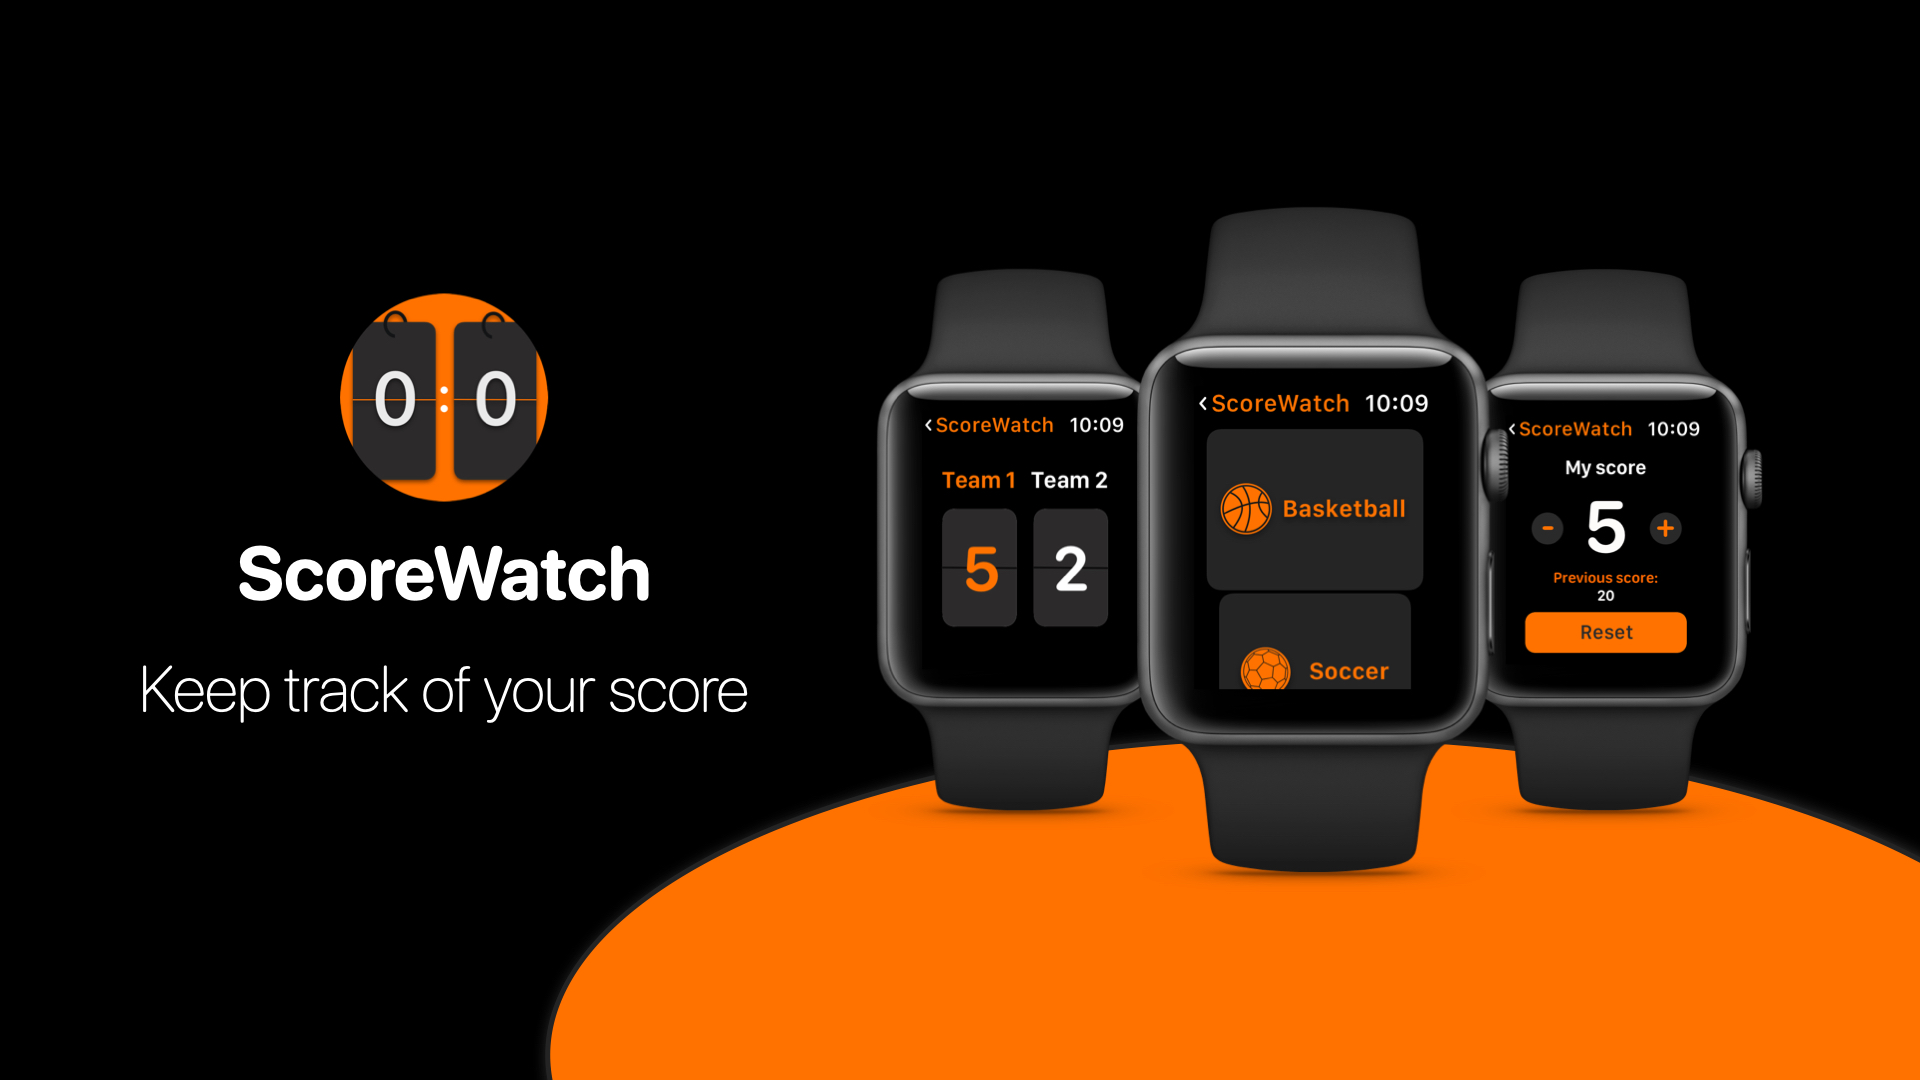 0 : 0
ScoreWatch
Keep track of your score
< ScoreWatch 10:09
Team 1 Team 2
5 2
< ScoreWatch 10:09
Basketball
Soccer
< ScoreWatch 10:09
My score
- 5 +
Previous score:
20
Reset